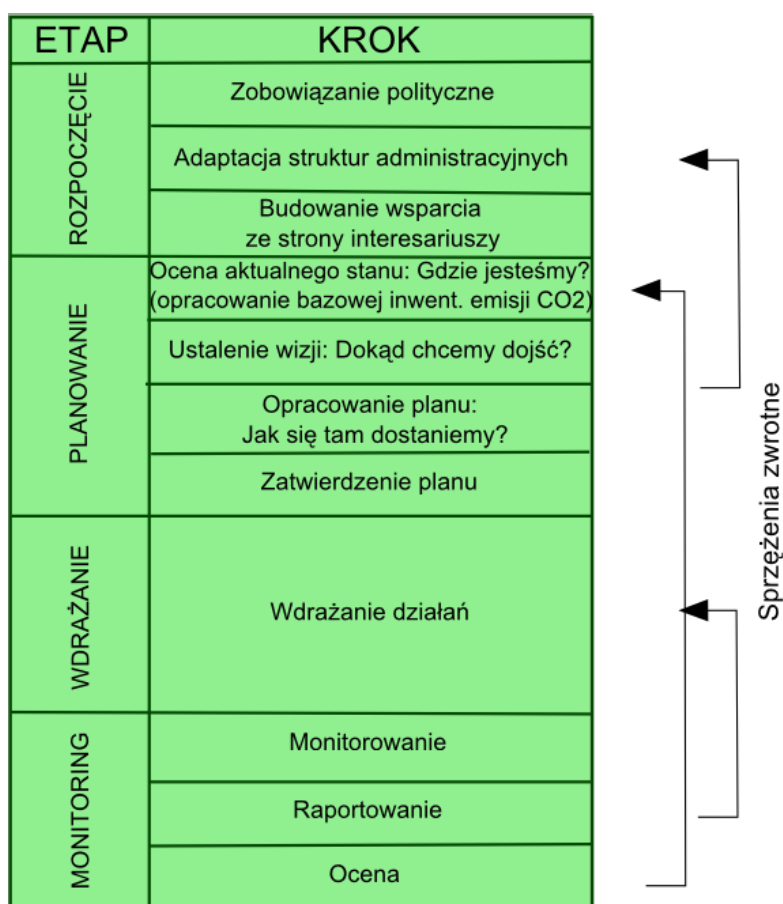 ETAP
KROK
ROZPOCZĘCIE
Zobowiązanie polityczne
Adaptacja struktur administracyjnych
Budowanie wsparcia
ze strony interesariuszy
PLANOWANIE
Ocena aktualnego stanu: Gdzie jesteśmy?
(opracowanie bazowej inwent. emisji CO2)
Ustalenie wizji: Dokąd chcemy dojść?
Opracowanie planu:
Jak się tam dostaniemy?
Zatwierdzenie planu
WDRAŻANIE
Wdrażanie działań
MONITORING
Monitorowanie
Raportowanie
Ocena
Sprzężenia zwrotne